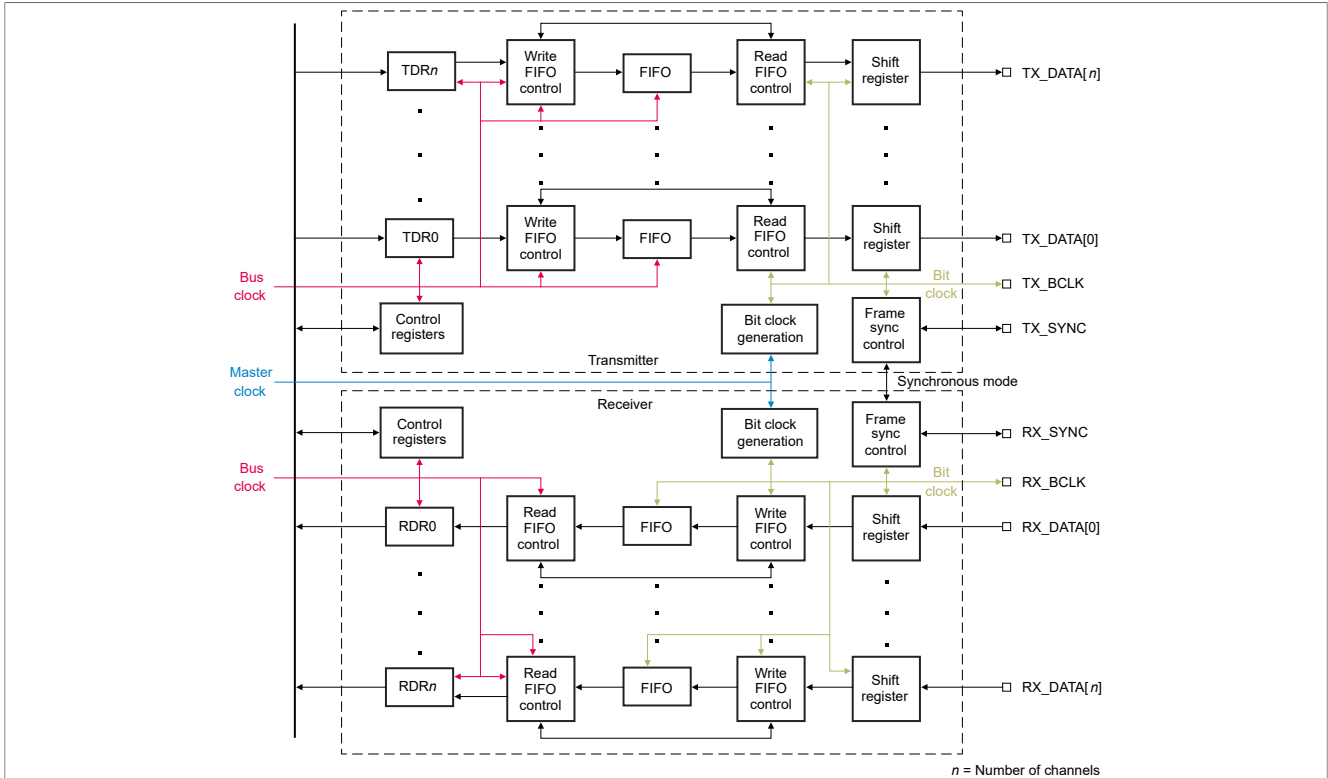 TDRn
Write
FIFO
control
FIFO
Read
FIFO
control
Shift
register
TX_DATA[n]
TDR0
Write
FIFO
control
FIFO
Read
FIFO
control
Shift
register
TX_DATA[0]
Bus
clock
Bit
clock
TX_BCLK
Control
registers
Bit clock
generation
Frame
sync
control
TX_SYNC
Transmitter
Master
clock
Synchronous mode
Receiver
Control
registers
Bit clock
generation
Frame
sync
control
RX_SYNC
Bus
clock
Bit
clock
RX_BCLK
RDR0
Read
FIFO
control
FIFO
Write
FIFO
control
Shift
register
RX_DATA[0]
RDRn
Read
FIFO
control
FIFO
Write
FIFO
control
Shift
register
RX_DATA[n]
n = Number of channels